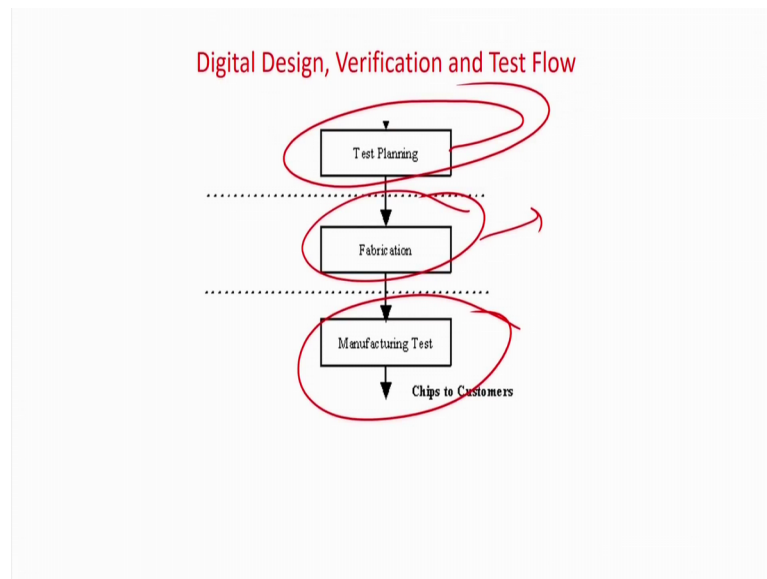 Digital Design, Verification and Test Flow
Test Planning
Fabrication
Manufacturing Test
Chips to Customers